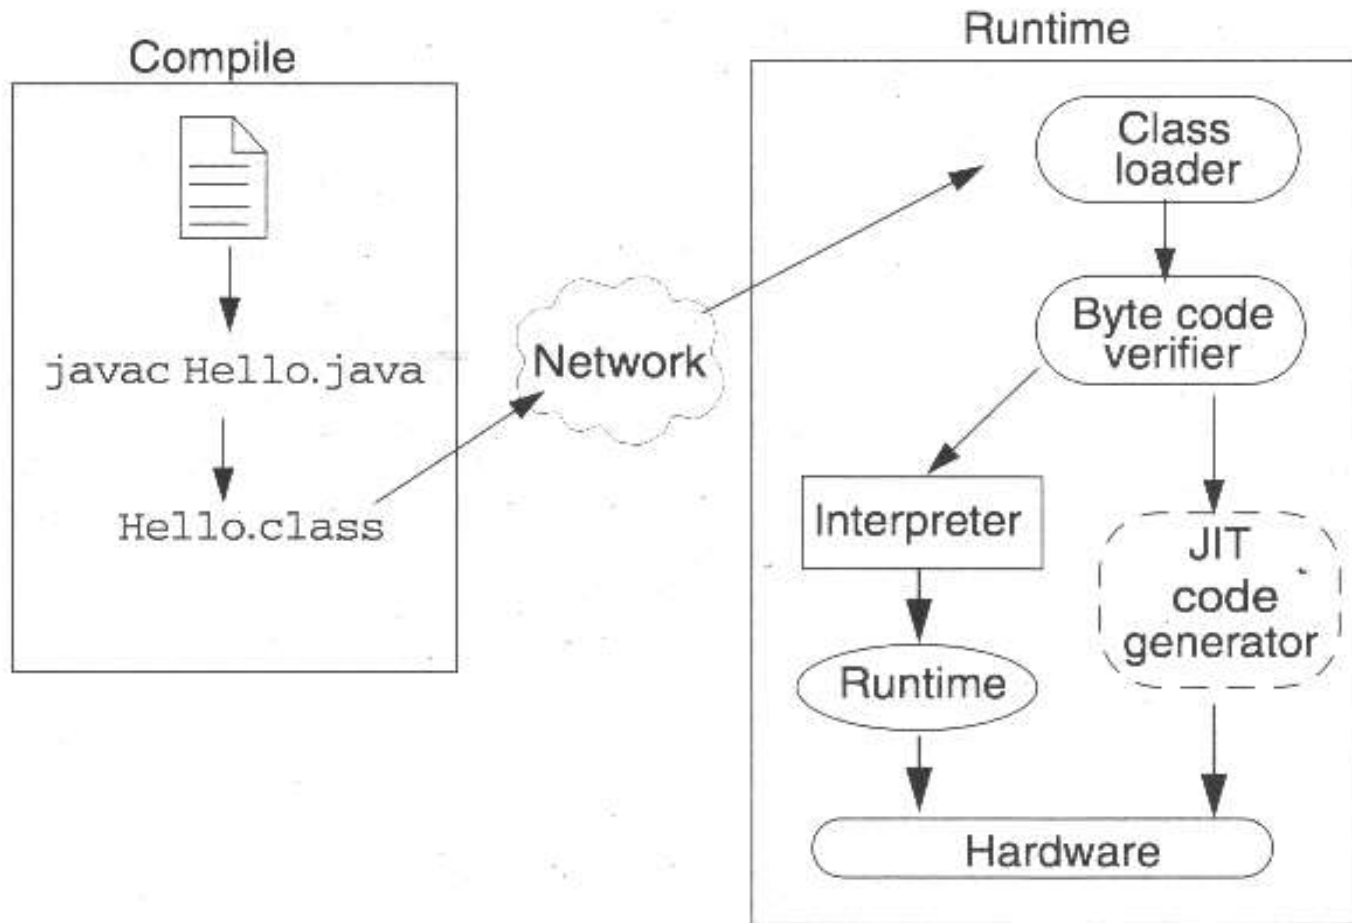 Compile
javac Hello.java
Hello.class
Network
Runtime
Class
loader
Byte code
verifier
Interpreter
JIT
code
generator
Runtime
Hardware